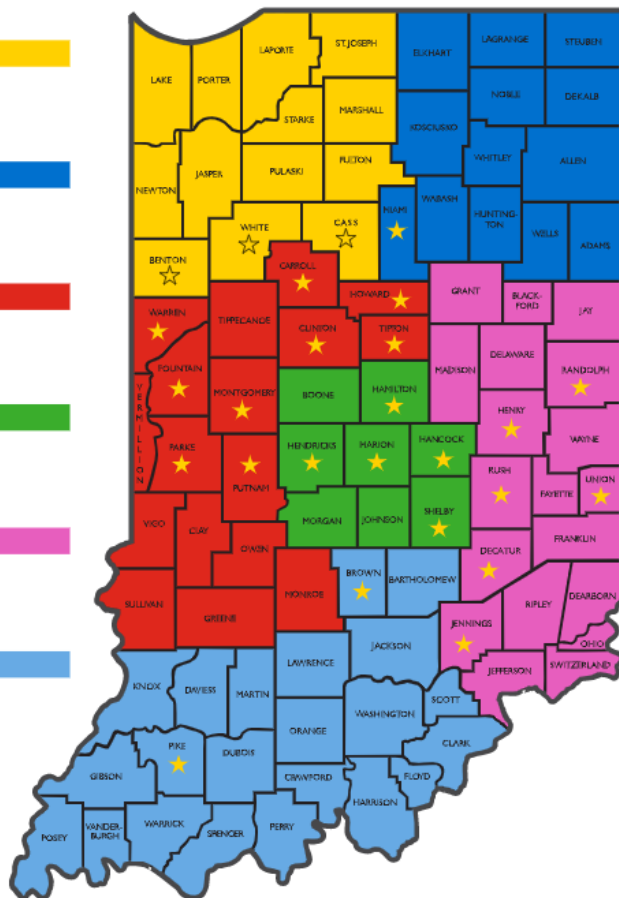 LAKE
PORTER
LAPORTE
ST.JOSEPH
ELKHART
LAGRANGE
STEUBEN
STARKE
MARSHALL
KOSCIUSKO
NOBLE
DEKALB
NEWTON
JASPER
PULASKI
FULTON
WHITLEY
ALLEN
BENTON
WHITE
CASS
MIAMI
WABASH
HUNTING-
TON
WELLS
ADAMS
WARREN
TIPPECANOE
CARROLL
HOWARD
GRANT
BLACK-
FORD
JAY
CLINTON
TIPTON
FOUNTAIN
MONTGOMERY
BOONE
HAMILTON
MADISON
DELAWARE
RANDOLPH
VERMILLION
HENRY
PARKE
PUTNAM
HENDRICKS
MARION
HANCOCK
WAYNE
RUSH
FAYETTE
UNION
VIGO
CLAY
OWEN
MORGAN
JOHNSON
SHELBY
DECATUR
FRANKLIN
SULLIVAN
GREENE
MONROE
BROWN
BARTHOLOMEW
JENNINGS
RIPLEY
DEARBORN
OHIO
KNOX
DAVIESS
MARTIN
LAWRENCE
JACKSON
JEFFERSON
SWITZERLAND
SCOTT
GIBSON
PIKE
DUBOIS
ORANGE
WASHINGTON
CLARK
CRAWFORD
FLOYD
HARRISON
POSEY
VANDER-
BURGH
WARRICK
SPENCER
PERRY